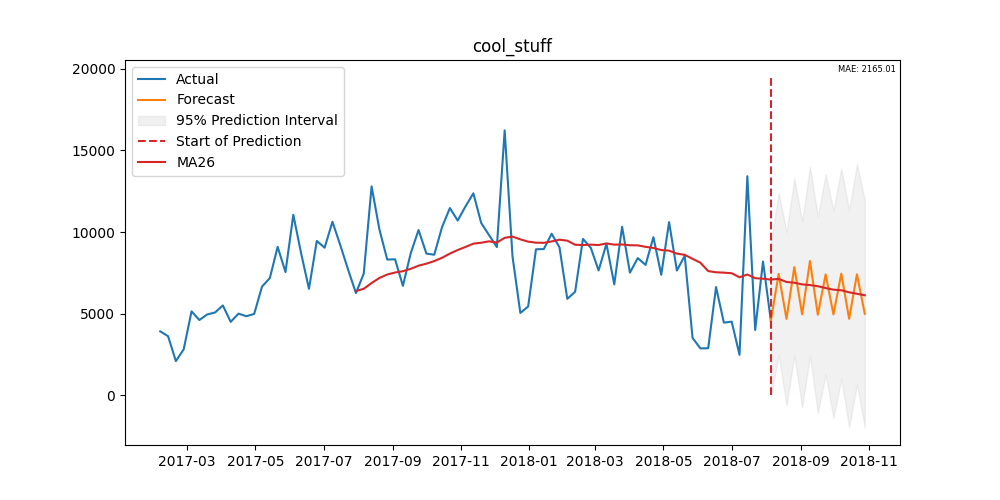 cool_stuff
MAE: 2165.01
Actual
Forecast
95% Prediction Interval
Start of Prediction
MA26
20000
15000
10000
5000
0
2017-03 2017-05 2017-07 2017-09 2017-11 2018-01 2018-03 2018-05 2018-07 2018-09 2018-11